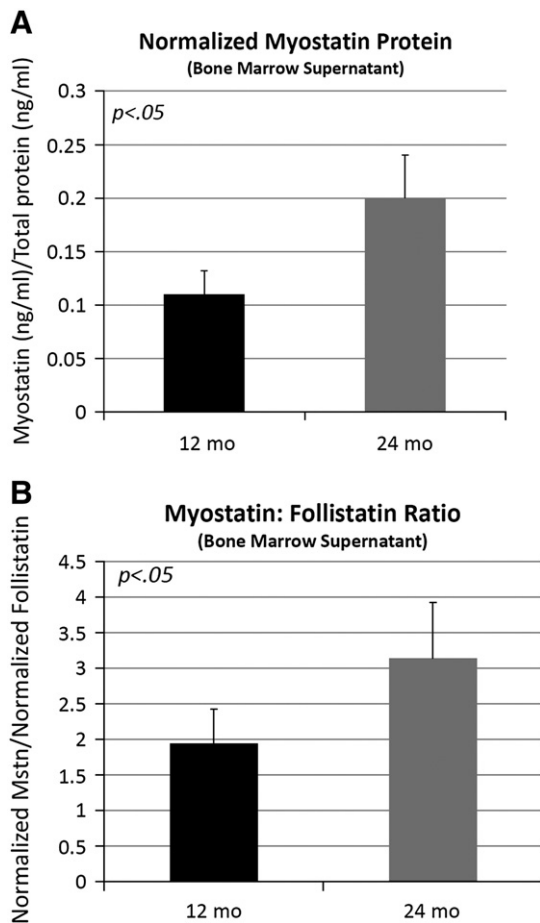 A
Normalized Myostatin Protein
(Bone Marrow Supernatant)
Myostatin (ng/ml)/Total protein (ng/ml)
p<.05
0.3
0.25
0.2
0.15
0.1
0.05
0
12 mo
24 mo
B
Myostatin: Follistatin Ratio
(Bone Marrow Supernatant)
Normalized Mstn/Normalized Follistatin
p<.05
4.5
4
3.5
3
2.5
2
1.5
1
0.5
0
12 mo
24 mo